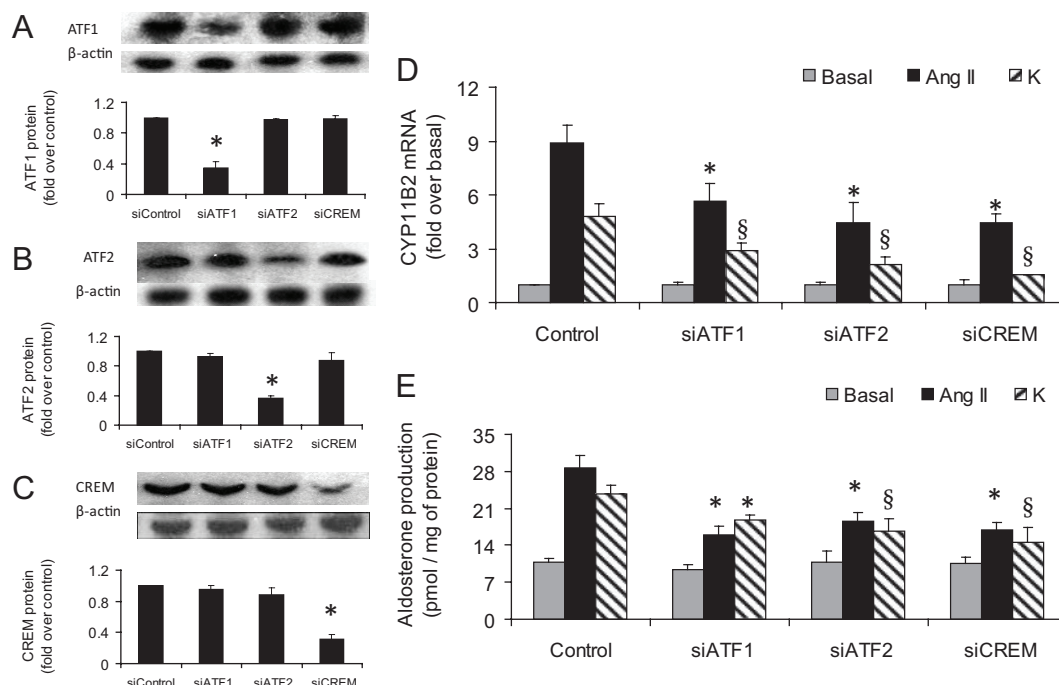 A
ATF1
β-actin
ATF1 protein
(fold over control)
1.2
0.8
0.4
0
*
siControl siATF1 siATF2 siCREM
B
ATF2
β-actin
ATF2 protein
(fold over control)
1.2
0.8
0.4
0
*
siControl siATF1 siATF2 siCREM
C
CREM
β-actin
CREM protein
(fold over control)
1.2
0.8
0.4
0
*
siControl siATF1 siATF2 siCREM
D
Basal Ang II K
CYP11B2 mRNA
(fold over basal)
12
9
6
3
0
* § * § * §
Control siATF1 siATF2 siCREM
E
Basal Ang II K
Aldosterone production
(pmol / mg of protein)
35
28
21
14
7
0
* * * § * §
Control siATF1 siATF2 siCREM